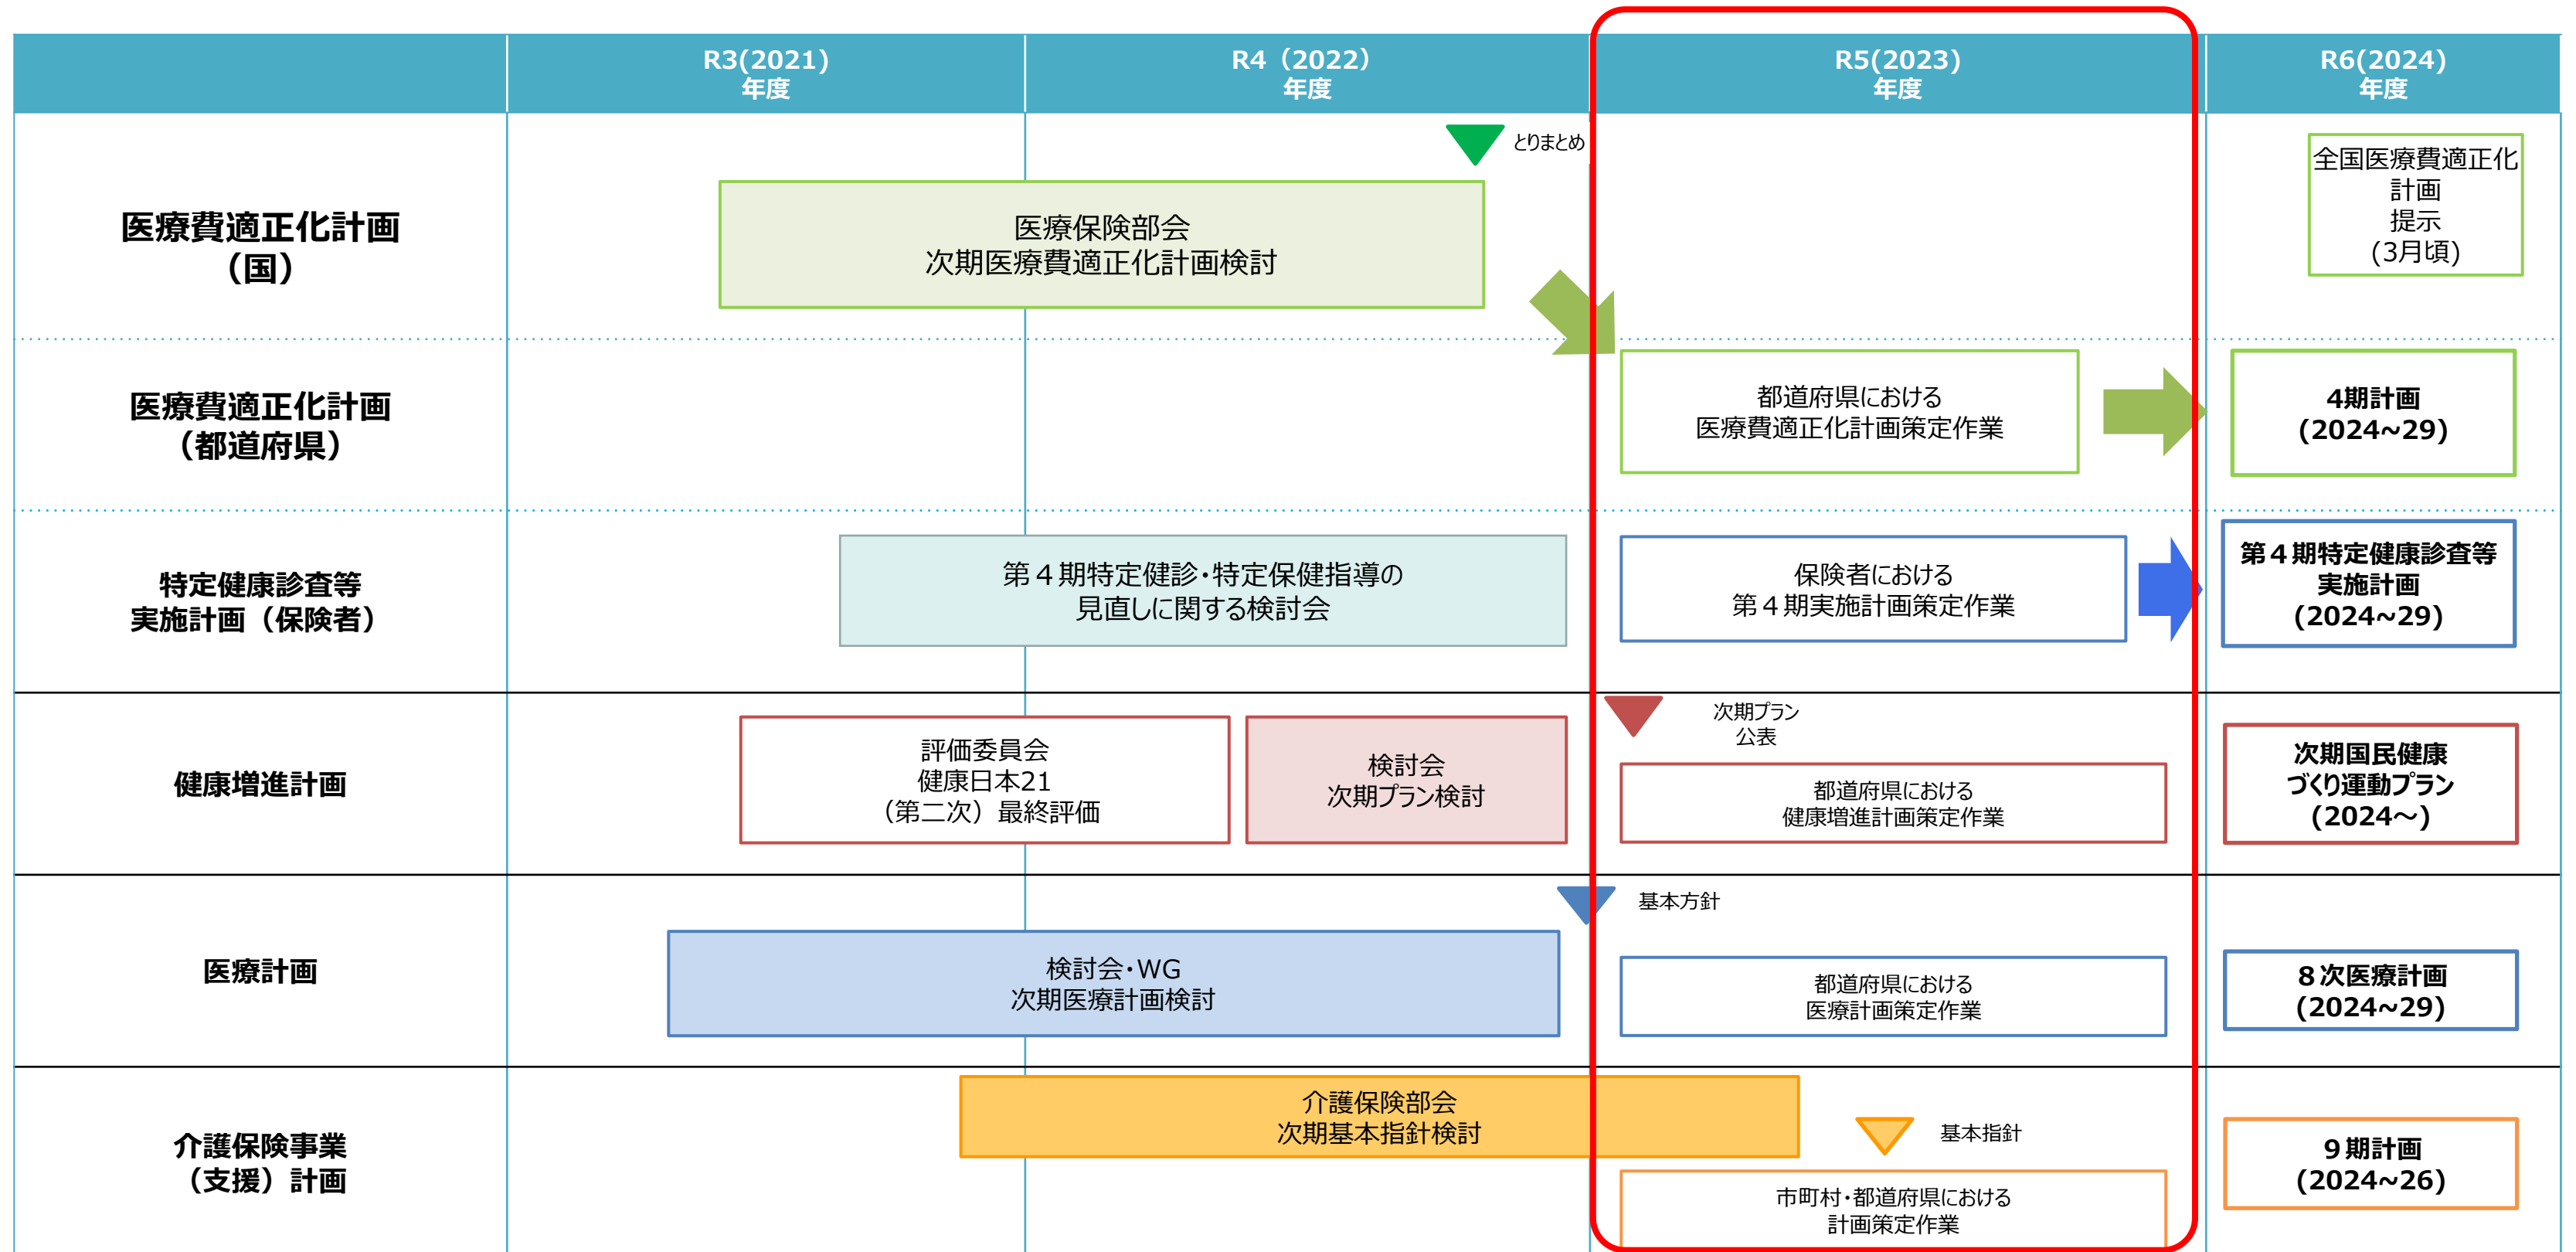 R3(2021)
年度
R4（2022）
年度
R5(2023)
年度
R6(2024)
年度
医療費適正化計画
（国）
とりまとめ
医療保険部会
次期医療費適正化計画検討
全国医療費適正化
計画
提示
(3月頃)
医療費適正化計画
（都道府県）
都道府県における
医療費適正化計画策定作業
4期計画
(2024~29)
特定健康診査等
実施計画（保険者）
第４期特定健診・特定保健指導の
見直しに関する検討会
保険者における
第４期実施計画策定作業
第４期特定健康診査等
実施計画
(2024~29)
健康増進計画
評価委員会
健康日本21
（第二次）最終評価
検討会
次期プラン検討
次期プラン
公表
都道府県における
健康増進計画策定作業
次期国民健康
づくり運動プラン
(2024～)
医療計画
検討会・WG
次期医療計画検討
基本方針
都道府県における
医療計画策定作業
８次医療計画
(2024~29)
介護保険事業
（支援）計画
介護保険部会
次期基本指針検討
基本指針
市町村・都道府県における
計画策定作業
９期計画
(2024~26)